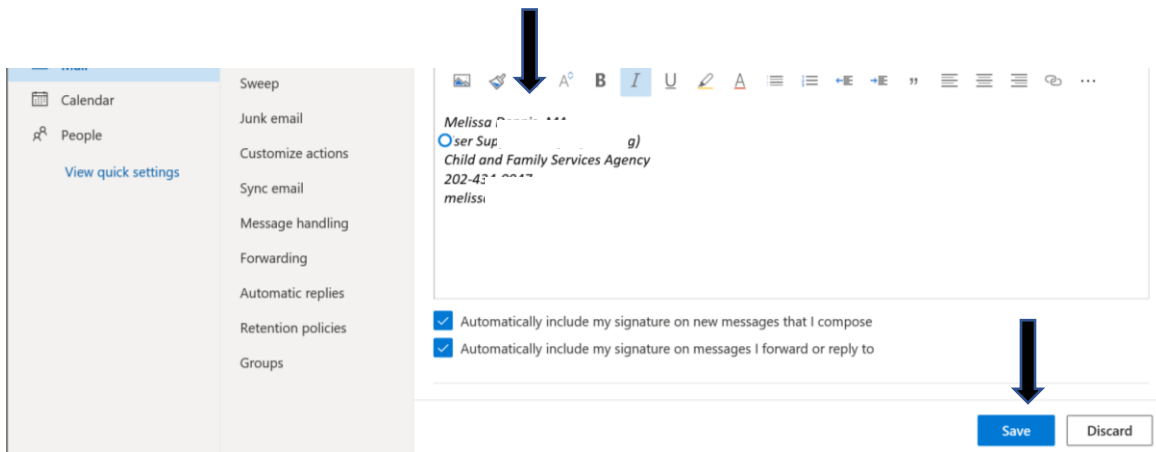 Mail
Calendar
People
View quick settings
Sweep
Junk email
Customize actions
Sync email
Message handling
Forwarding
Automatic replies
Retention policies
Groups
B I U A
Melissa
Child and Family Services Agency
Automatically include my signature on new messages that I compose
Automatically include my signature on messages I forward or reply to
Save
Discard